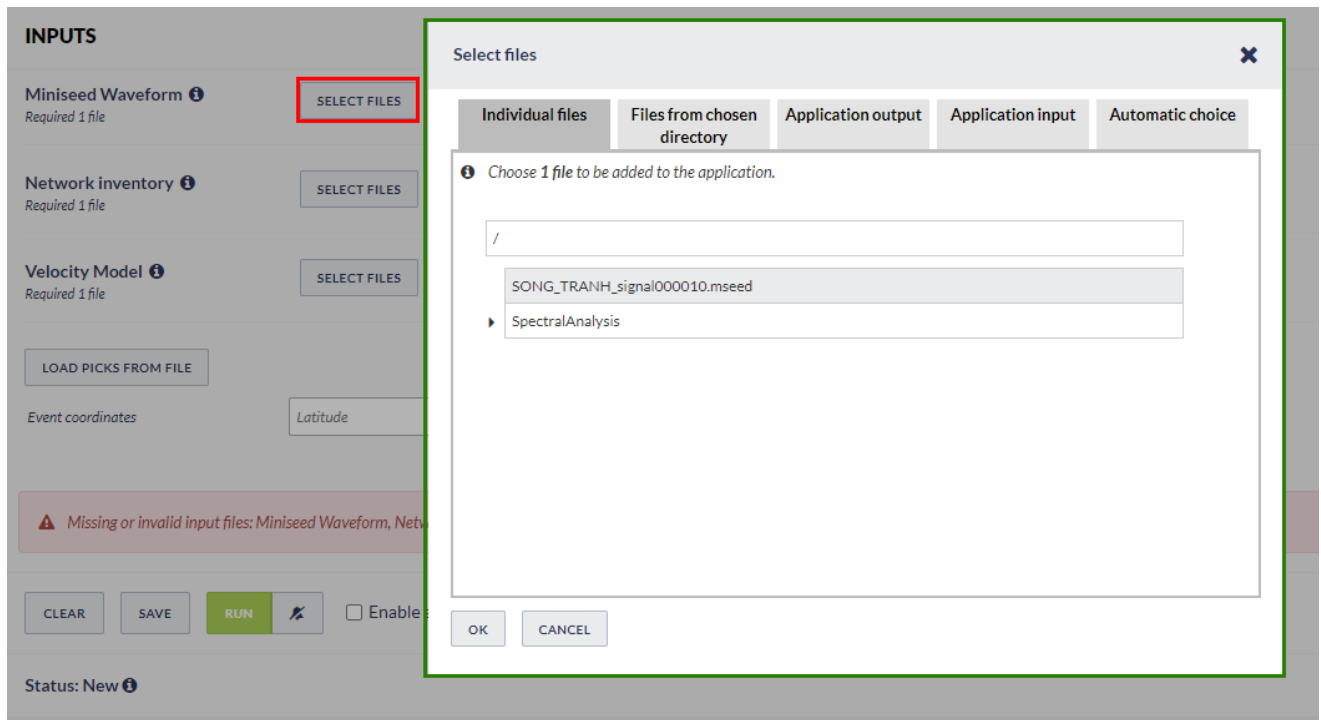 INPUTS
Miniseed Waveform
Required 1 file
SELECT FILES
Network inventory
Required 1 file
SELECT FILES
Velocity Model
Required 1 file
SELECT FILES
LOAD PICKS FROM FILE
Event coordinates
Latitude
Missing or invalid input files: Miniseed Waveform, Netw
CLEAR
SAVE
RUN
Enable
Status: New
Select files
Individual files
Files from chosen
directory
Application output
Application input
Automatic choice
Choose 1 file to be added to the application.
/
SONG_TRANH_signal000010.mseed
SpectralAnalysis
OK
CANCEL